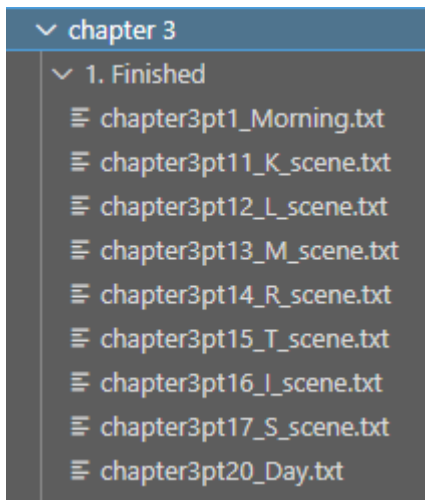 chapter 3
1. Finished
chapter3pt1_Morning.txt
chapter3pt11_K_scene.txt
chapter3pt12_L_scene.txt
chapter3pt13_M_scene.txt
chapter3pt14_R_scene.txt
chapter3pt15_T_scene.txt
chapter3pt16_I_scene.txt
chapter3pt17_S_scene.txt
chapter3pt20_Day.txt